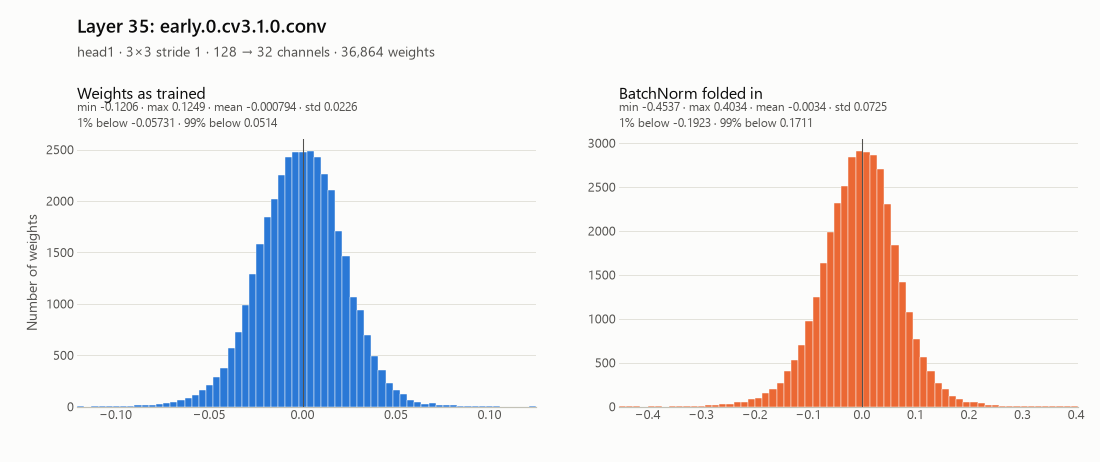 Layer 35: early.0.cv3.1.0.conv
head1 · 3×3 stride 1 · 128 → 32 channels · 36,864 weights
Weights as trained
min -0.1206 · max 0.1249 · mean -0.000794 · std 0.0226
1% below -0.05731 · 99% below 0.0514
Number of weights
2500
2000
1500
1000
500
0
−0.10 −0.05 0.00 0.05 0.10
BatchNorm folded in
min -0.4537 · max 0.4034 · mean -0.0034 · std 0.0725
1% below -0.1923 · 99% below 0.1711
3000
2500
2000
1500
1000
500
0
−0.4 −0.3 −0.2 −0.1 0.0 0.1 0.2 0.3 0.4